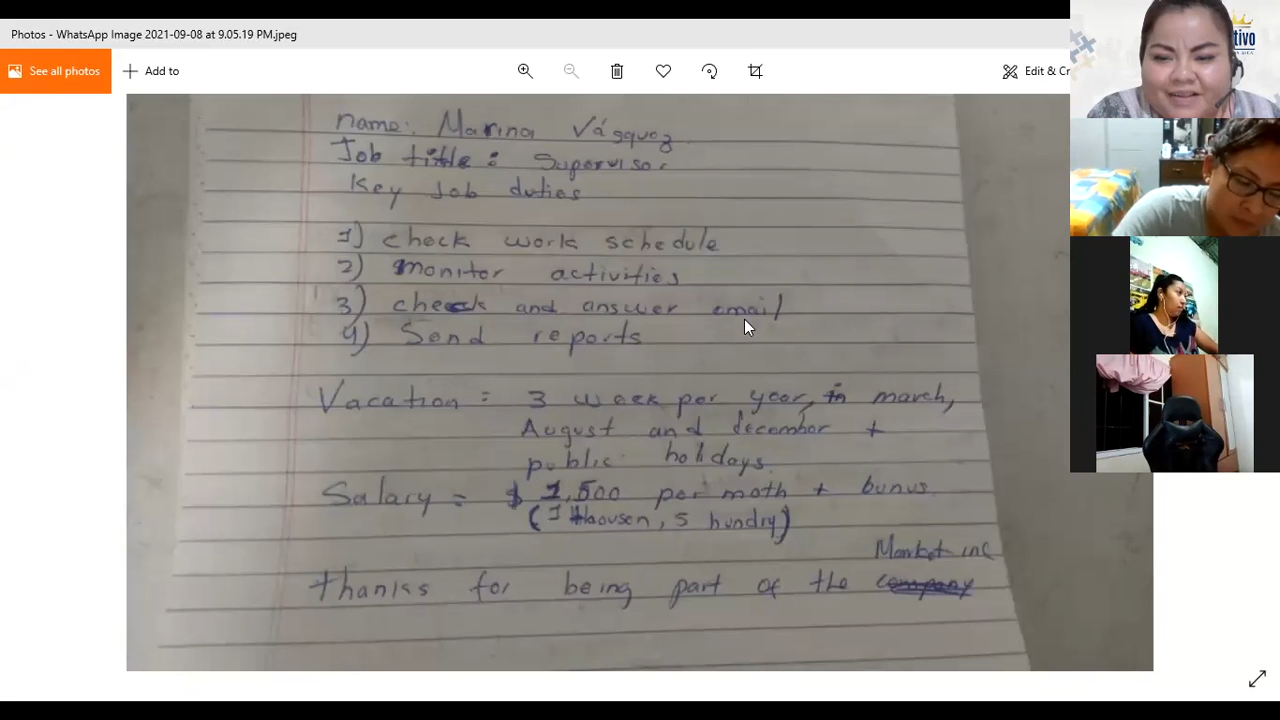 Photos - WhatsApp Image 2021-09-08 at 9.05.19 PM.jpeg
See all photos
Add to
Edit & Cr
tivo
name: Marina Vásquez
Job title: Supervisor
Key Job duties
1) check work schedule
2) monitor activities
3) check and answer email
4) Send reports
Vacation = 3 week per year, in march,
August and december +
public holidays.
Salary = $ 1,500 per moth + bunus.
(1 thousen, 5 hundry)
Market inc
thanks for being part of the company